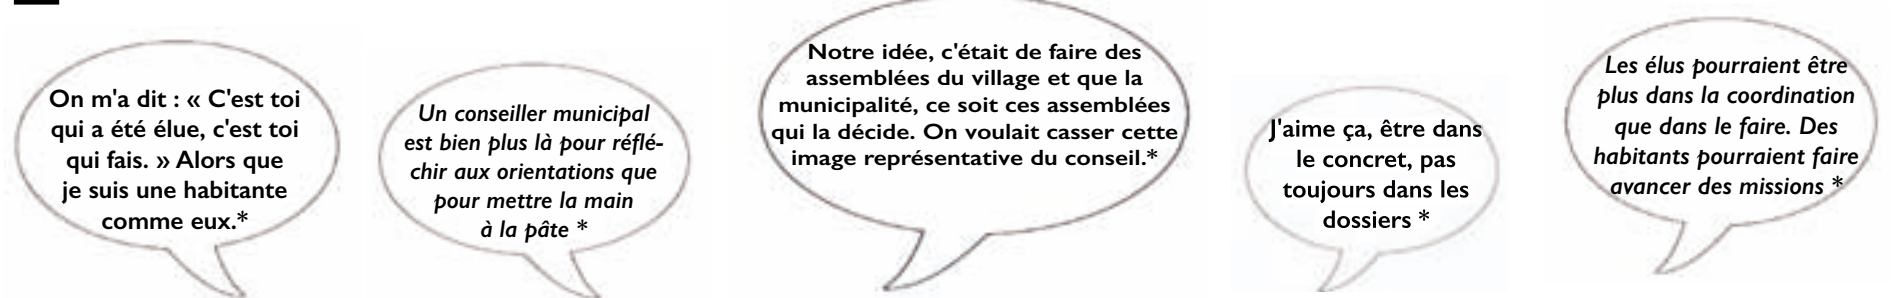 On m'a dit : « C'est toi
qui a été élue, c'est toi
qui fais. » Alors que
je suis une habitante
comme eux.*
Un conseiller municipal
est bien plus là pour réflé-
chir aux orientations que
pour mettre la main
à la pâte *
Notre idée, c'était de faire des
assemblées du village et que la
municipalité, ce soit ces assemblées
qui la décide. On voulait casser cette
image représentative du conseil.*
J'aime ça, être dans
le concret, pas
toujours dans les
dossiers *
Les élus pourraient être
plus dans la coordination
que dans le faire. Des
habitants pourraient faire
avancer des missions *